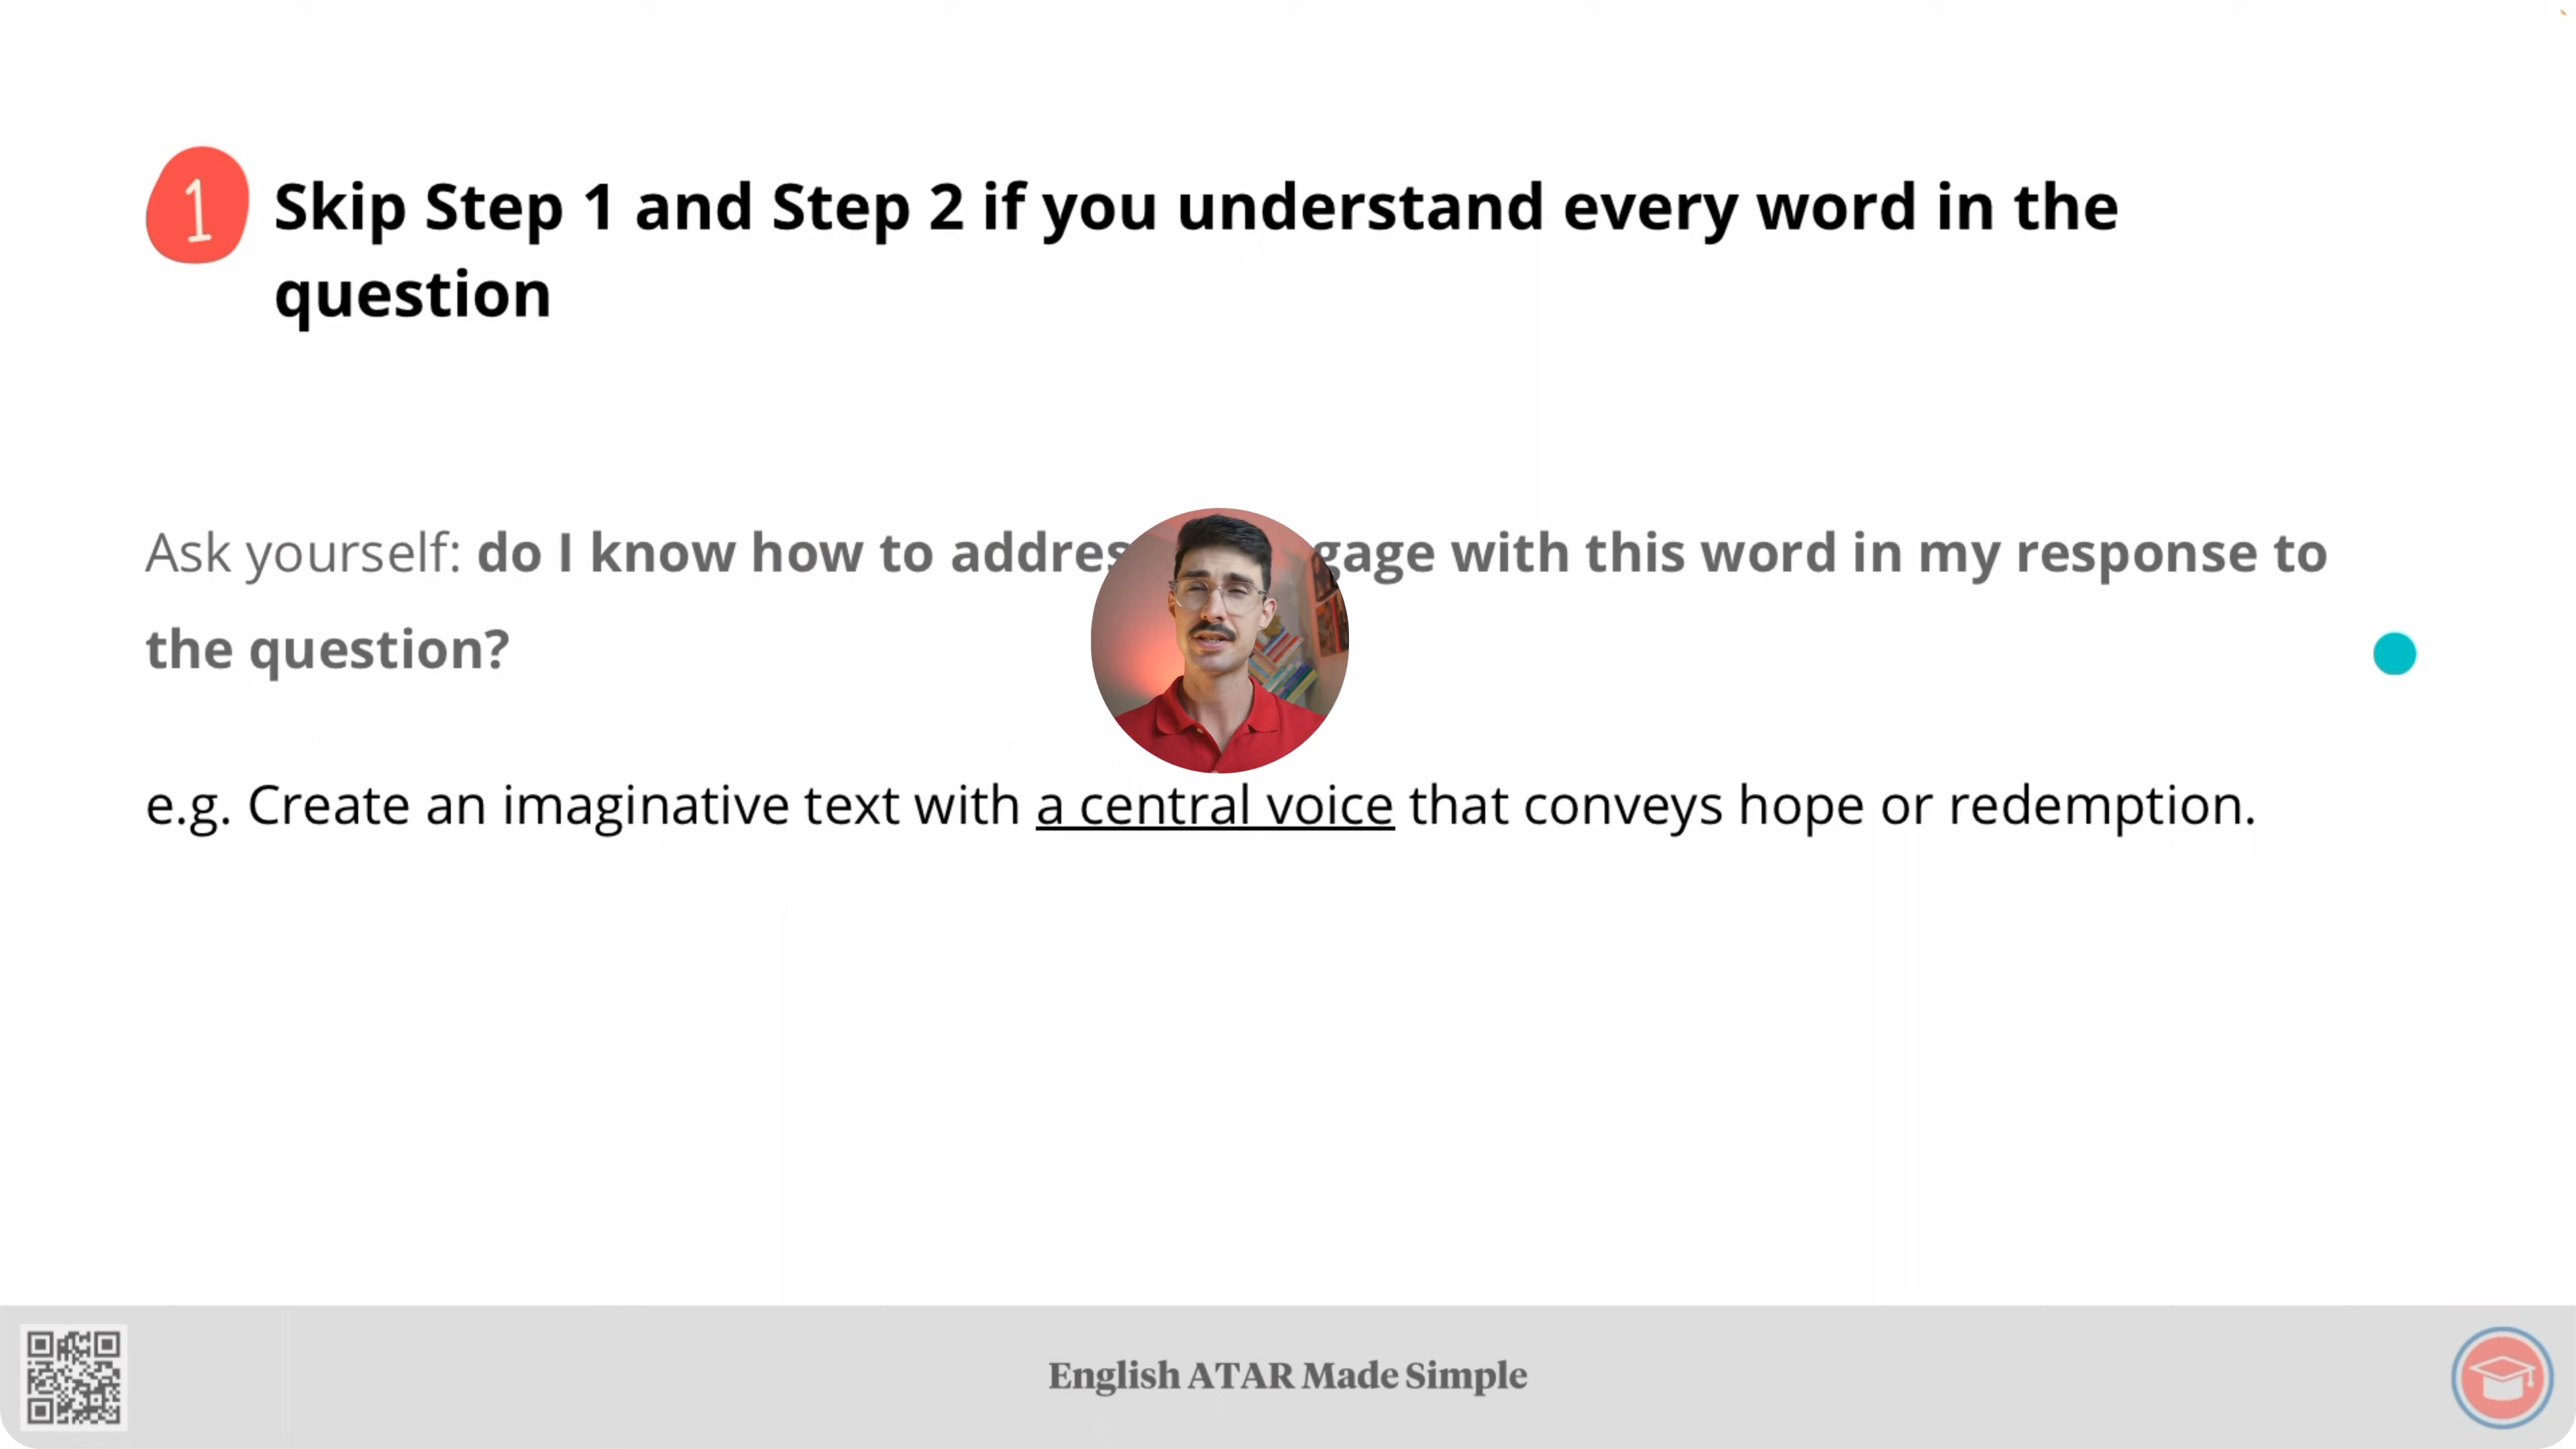 1 Skip Step 1 and Step 2 if you understand every word in the
question
Ask yourself: do I know how to addres gage with this word in my response to
the question?
e.g. Create an imaginative text with a central voice that conveys hope or redemption.
English ATAR Made Simple